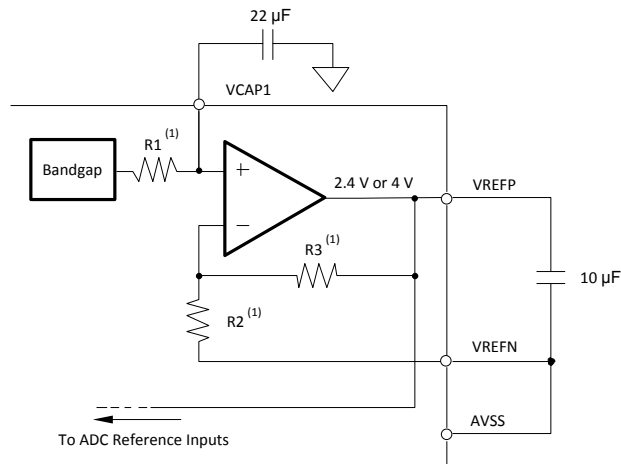 22 µF
VCAP1
R1 (1)
Bandgap
+
2.4 V or 4 V
VREFP
−
R3 (1)
10 µF
R2 (1)
VREFN
AVSS
To ADC Reference Inputs